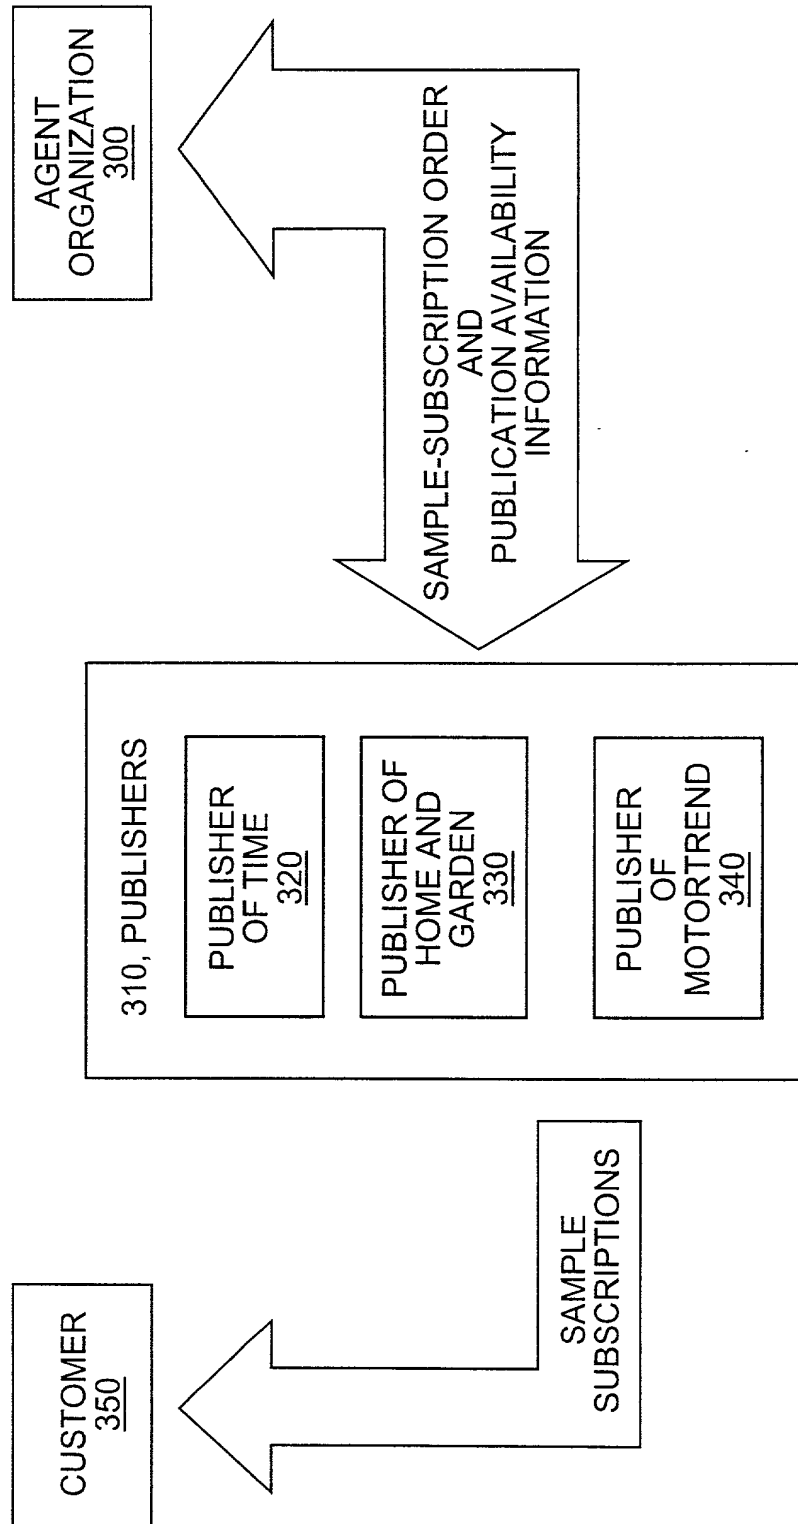 CUSTOMER
350
SAMPLE
SUBSCRIPTIONS
310, PUBLISHERS
PUBLISHER
OF TIME
320
PUBLISHER OF
HOME AND
GARDEN
330
PUBLISHER
OF
MOTORTREND
340
AGENT
ORGANIZATION
300
SAMPLE-SUBSCRIPTION ORDER
AND
PUBLICATION AVAILABILITY
INFORMATION